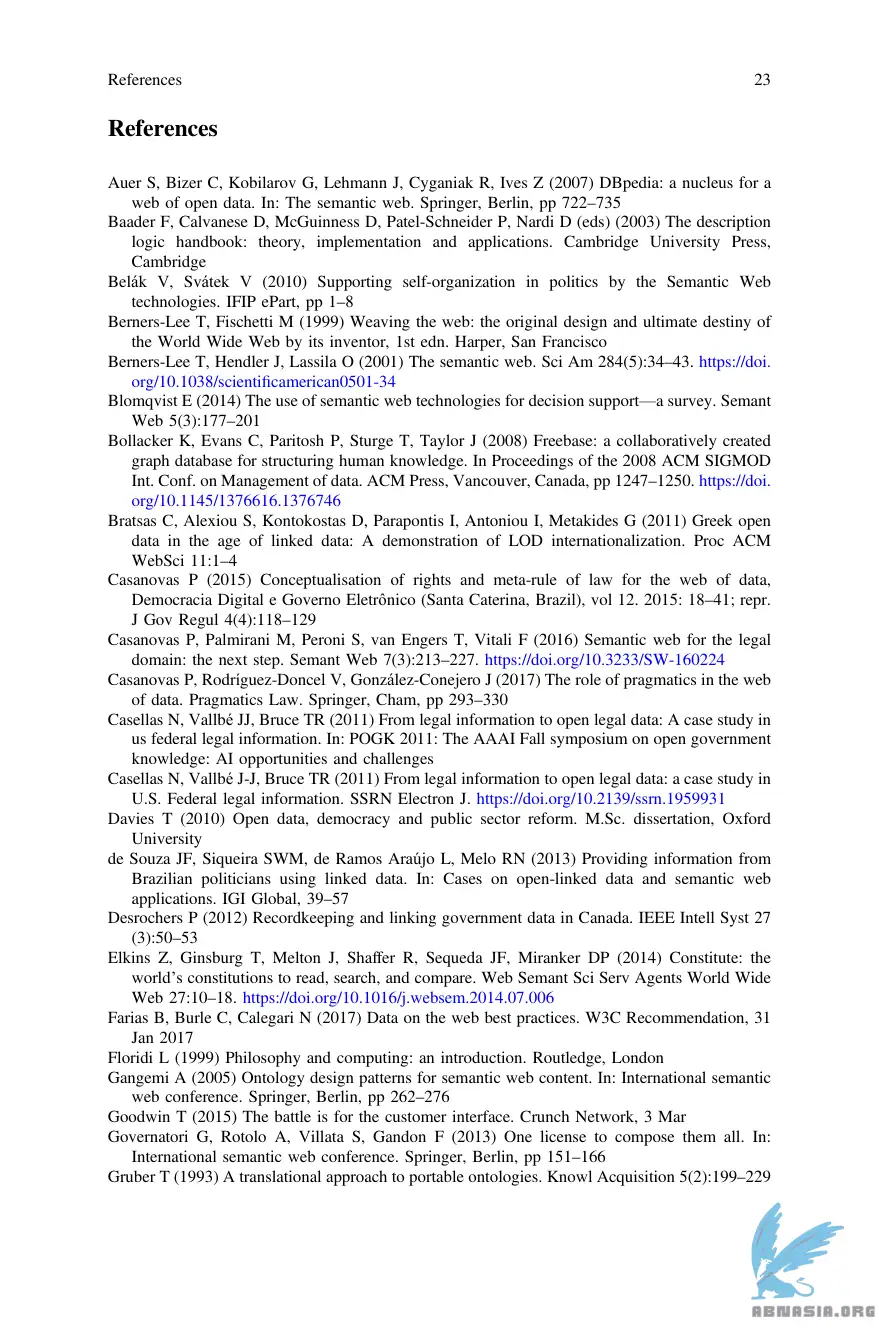 References 23
References
Auer S, Bizer C, Kobilarov G, Lehmann J, Cyganiak R, Ives Z (2007) DBpedia: a nucleus for a
web of open data. In: The semantic web. Springer, Berlin, pp 722–735
Baader F, Calvanese D, McGuinness D, Patel-Schneider P, Nardi D (eds) (2003) The description
logic handbook: theory, implementation and applications. Cambridge University Press,
Cambridge
Belák V, Svátek V (2010) Supporting self-organization in politics by the Semantic Web
technologies. IFIP ePart, pp 1–8
Berners-Lee T, Fischetti M (1999) Weaving the web: the original design and ultimate destiny of
the World Wide Web by its inventor, 1st edn. Harper, San Francisco
Berners-Lee T, Hendler J, Lassila O (2001) The semantic web. Sci Am 284(5):34–43. https://doi.
org/10.1038/scientificamerican0501-34
Blomqvist E (2014) The use of semantic web technologies for decision support—a survey. Semant
Web 5(3):177–201
Bollacker K, Evans C, Paritosh P, Sturge T, Taylor J (2008) Freebase: a collaboratively created
graph database for structuring human knowledge. In Proceedings of the 2008 ACM SIGMOD
Int. Conf. on Management of data. ACM Press, Vancouver, Canada, pp 1247–1250. https://doi.
org/10.1145/1376616.1376746
Bratsas C, Alexiou S, Kontokostas D, Parapontis I, Antoniou I, Metakides G (2011) Greek open
data in the age of linked data: A demonstration of LOD internationalization. Proc ACM
WebSci 11:1–4
Casanovas P (2015) Conceptualisation of rights and meta-rule of law for the web of data,
Democracia Digital e Governo Eletrônico (Santa Caterina, Brazil), vol 12. 2015: 18–41; repr.
J Gov Regul 4(4):118–129
Casanovas P, Palmirani M, Peroni S, van Engers T, Vitali F (2016) Semantic web for the legal
domain: the next step. Semant Web 7(3):213–227. https://doi.org/10.3233/SW-160224
Casanovas P, Rodríguez-Doncel V, González-Conejero J (2017) The role of pragmatics in the web
of data. Pragmatics Law. Springer, Cham, pp 293–330
Casellas N, Vallbé JJ, Bruce TR (2011) From legal information to open legal data: A case study in
us federal legal information. In: POGK 2011: The AAAI Fall symposium on open government
knowledge: AI opportunities and challenges
Casellas N, Vallbé J-J, Bruce TR (2011) From legal information to open legal data: a case study in
U.S. Federal legal information. SSRN Electron J. https://doi.org/10.2139/ssrn.1959931
Davies T (2010) Open data, democracy and public sector reform. M.Sc. dissertation, Oxford
University
de Souza JF, Siqueira SWM, de Ramos Araújo L, Melo RN (2013) Providing information from
Brazilian politicians using linked data. In: Cases on open-linked data and semantic web
applications. IGI Global, 39–57
Desrochers P (2012) Recordkeeping and linking government data in Canada. IEEE Intell Syst 27
(3):50–53
Elkins Z, Ginsburg T, Melton J, Shaffer R, Sequeda JF, Miranker DP (2014) Constitute: the
world's constitutions to read, search, and compare. Web Semant Sci Serv Agents World Wide
Web 27:10–18. https://doi.org/10.1016/j.websem.2014.07.006
Farias B, Burle C, Calegari N (2017) Data on the web best practices. W3C Recommendation, 31
Jan 2017
Floridi L (1999) Philosophy and computing: an introduction. Routledge, London
Gangemi A (2005) Ontology design patterns for semantic web content. In: International semantic
web conference. Springer, Berlin, pp 262–276
Goodwin T (2015) The battle is for the customer interface. Crunch Network, 3 Mar
Governatori G, Rotolo A, Villata S, Gandon F (2013) One license to compose them all. In:
International semantic web conference. Springer, Berlin, pp 151–166
Gruber T (1993) A translational approach to portable ontologies. Knowl Acquisition 5(2):199–229
ABNASIA.ORG